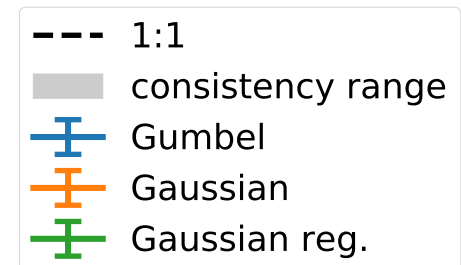 1:1
consistency range
Gumbel
Gaussian
Gaussian reg.